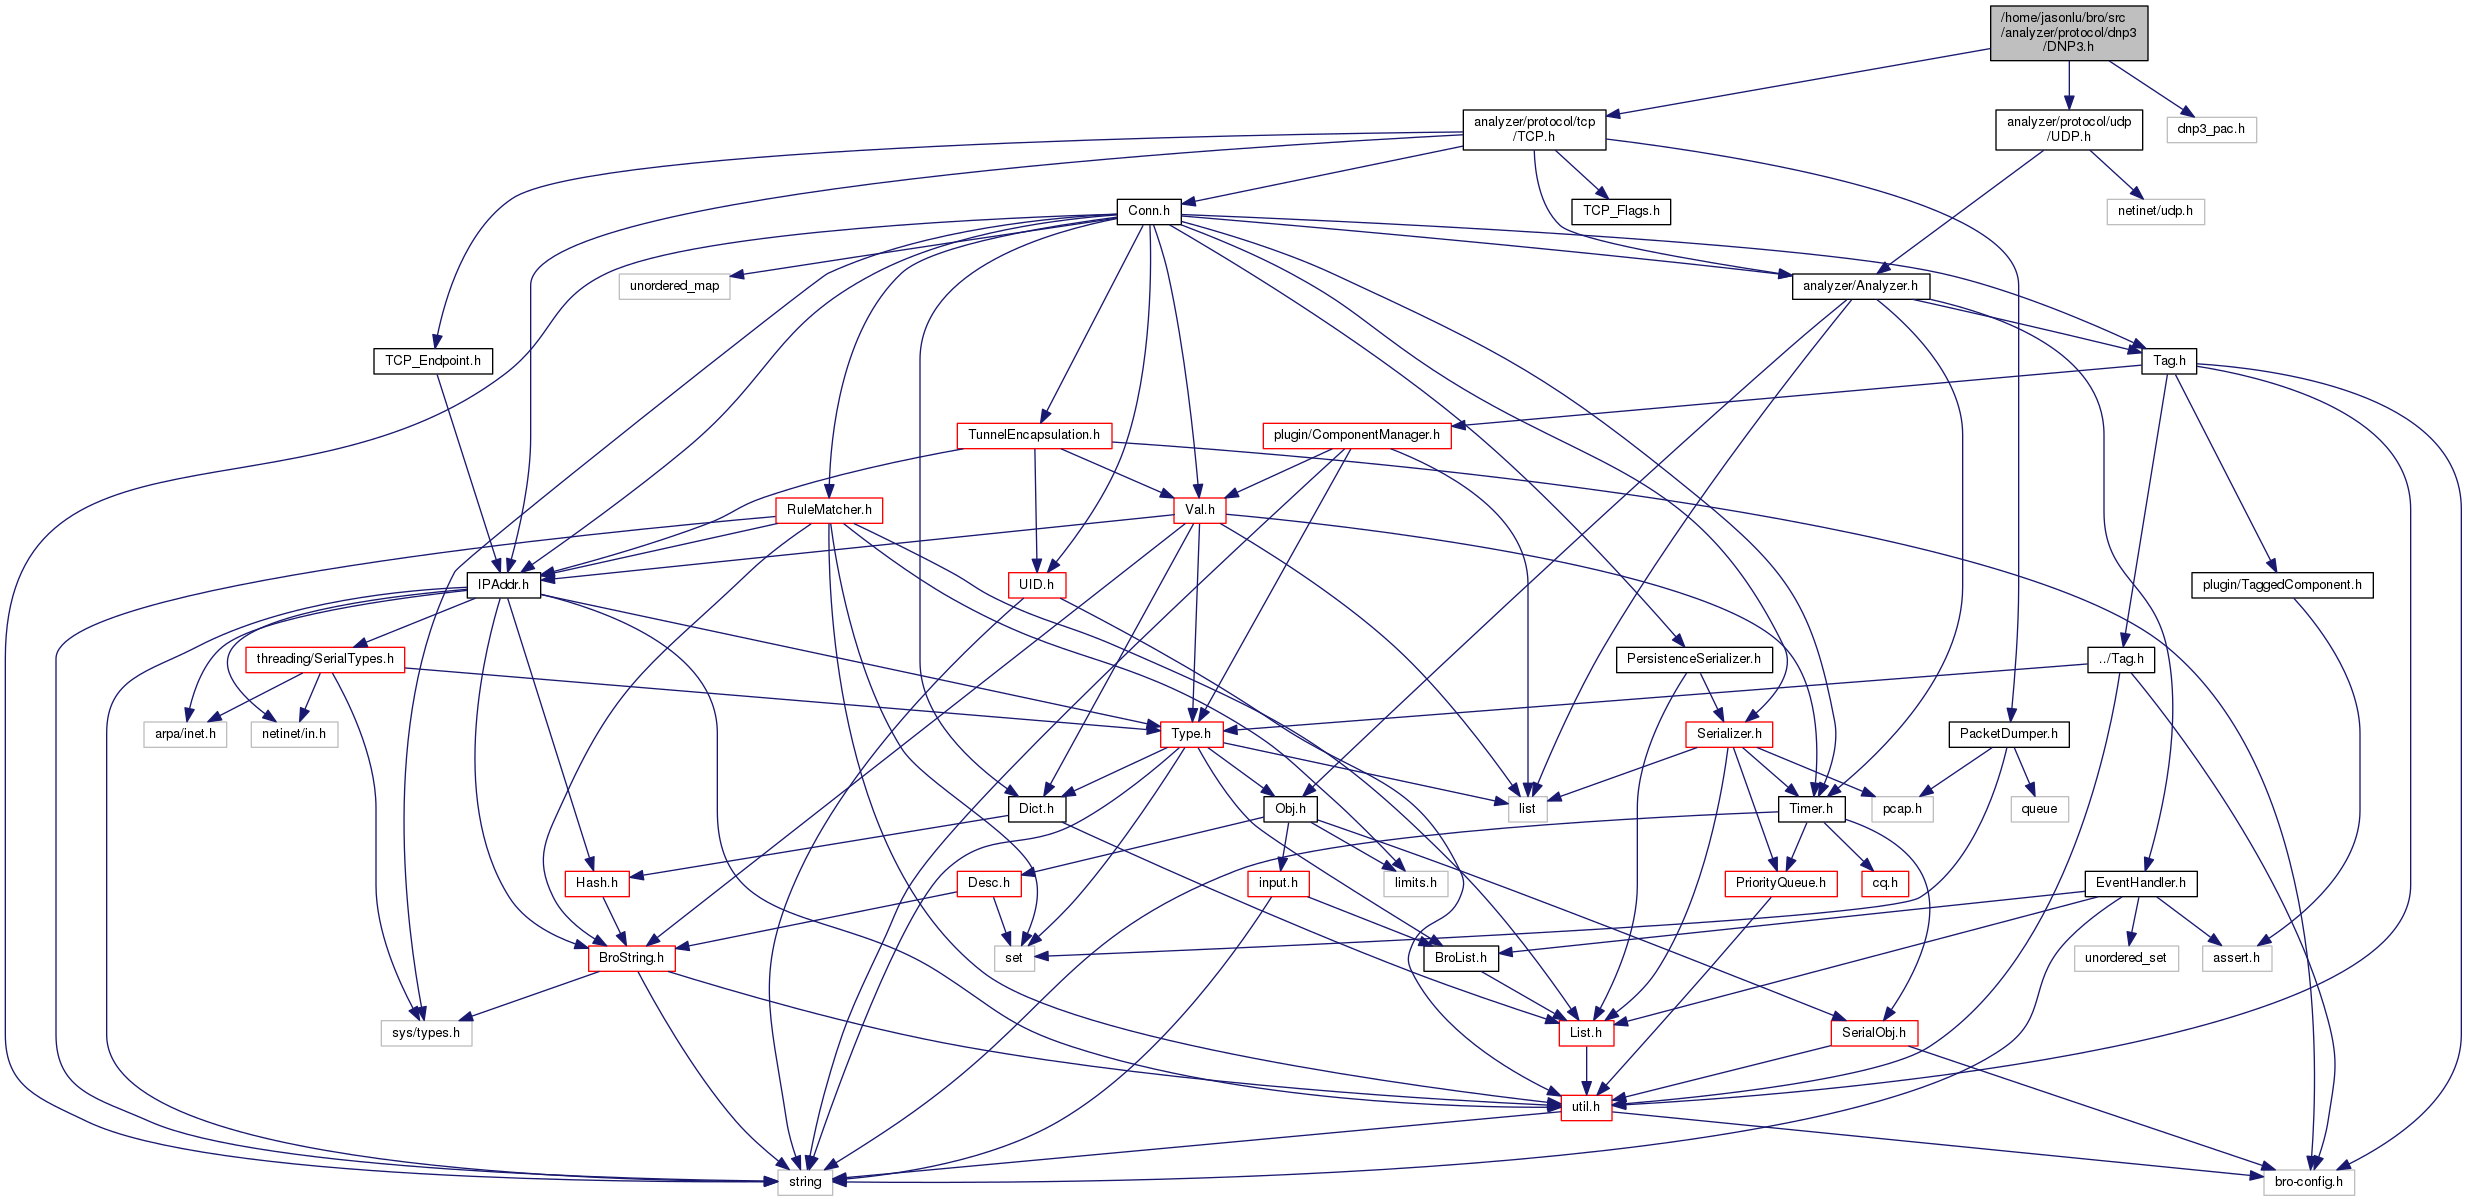 /home/jasonlu/bro/src
/analyzer/protocol/dnp3
/DNP3.h
analyzer/protocol/tcp
/TCP.h
analyzer/protocol/udp
/UDP.h
dnp3_pac.h
Conn.h
TCP_Flags.h
netinet/udp.h
unordered_map
analyzer/Analyzer.h
TCP_Endpoint.h
Tag.h
TunnelEncapsulation.h
plugin/ComponentManager.h
RuleMatcher.h
Val.h
IPAddr.h
UID.h
plugin/TaggedComponent.h
threading/SerialTypes.h
PersistenceSerializer.h
../Tag.h
arpa/inet.h
netinet/in.h
Type.h
Serializer.h
PacketDumper.h
Dict.h
Obj.h
list
Timer.h
pcap.h
queue
Hash.h
Desc.h
input.h
limits.h
PriorityQueue.h
cq.h
EventHandler.h
BroString.h
set
BroList.h
unordered_set
assert.h
sys/types.h
List.h
SerialObj.h
util.h
string
bro-config.h